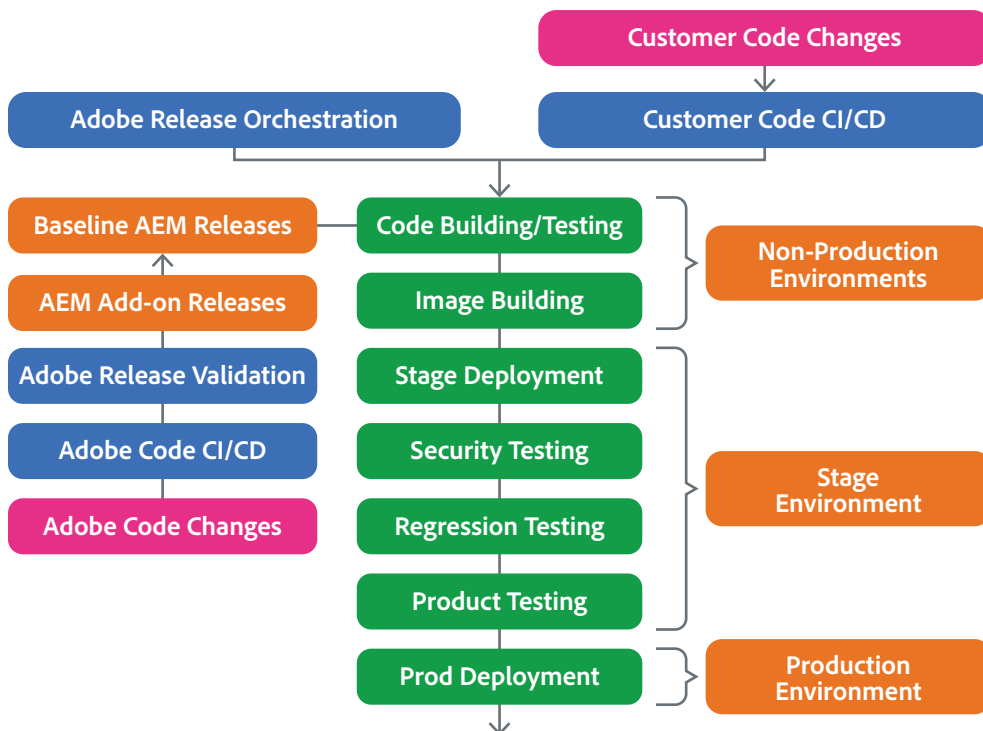 Customer Code Changes
Adobe Release Orchestration
Customer Code CI/CD
Baseline AEM Releases
Code Building/Testing
Non-Production
Environments
AEM Add-on Releases
Image Building
Adobe Release Validation
Stage Deployment
Adobe Code CI/CD
Security Testing
Stage
Environment
Adobe Code Changes
Regression Testing
Product Testing
Prod Deployment
Production
Environment